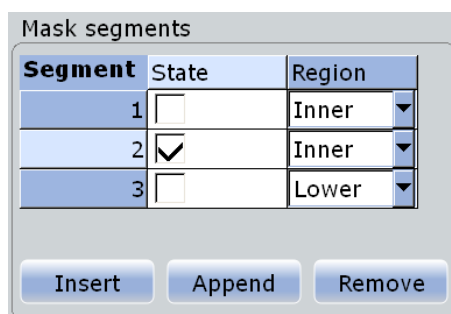 Mask segments
Segment State Region
1 Inner
2 Inner
3 Lower
Insert Append Remove